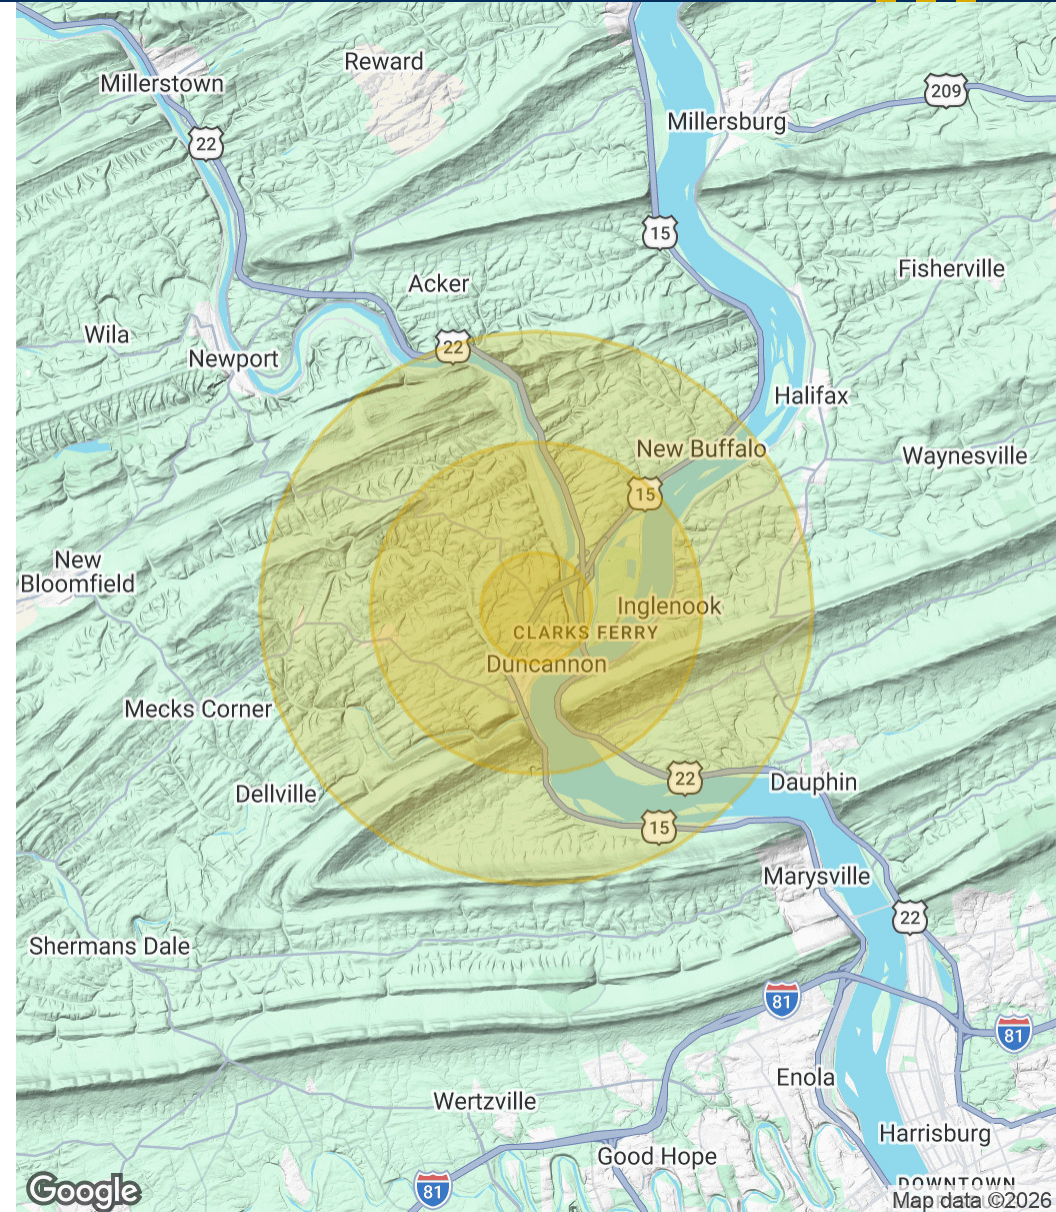 Reward
Millerstown
209
Millersburg
22
15
Fisherville
Acker
Wila
22
Newport
Halifax
New Buffalo
Waynesville
15
New
Bloomfield
Inglenook
CLARKS FERRY
Duncannon
Mecks Corner
22
Dauphin
Dellville
15
Marysville
22
Shermans Dale
81
81
Enola
Wertzville
Harrisburg
Good Hope
DOWNTOWN
81
Google
Map data ©2026